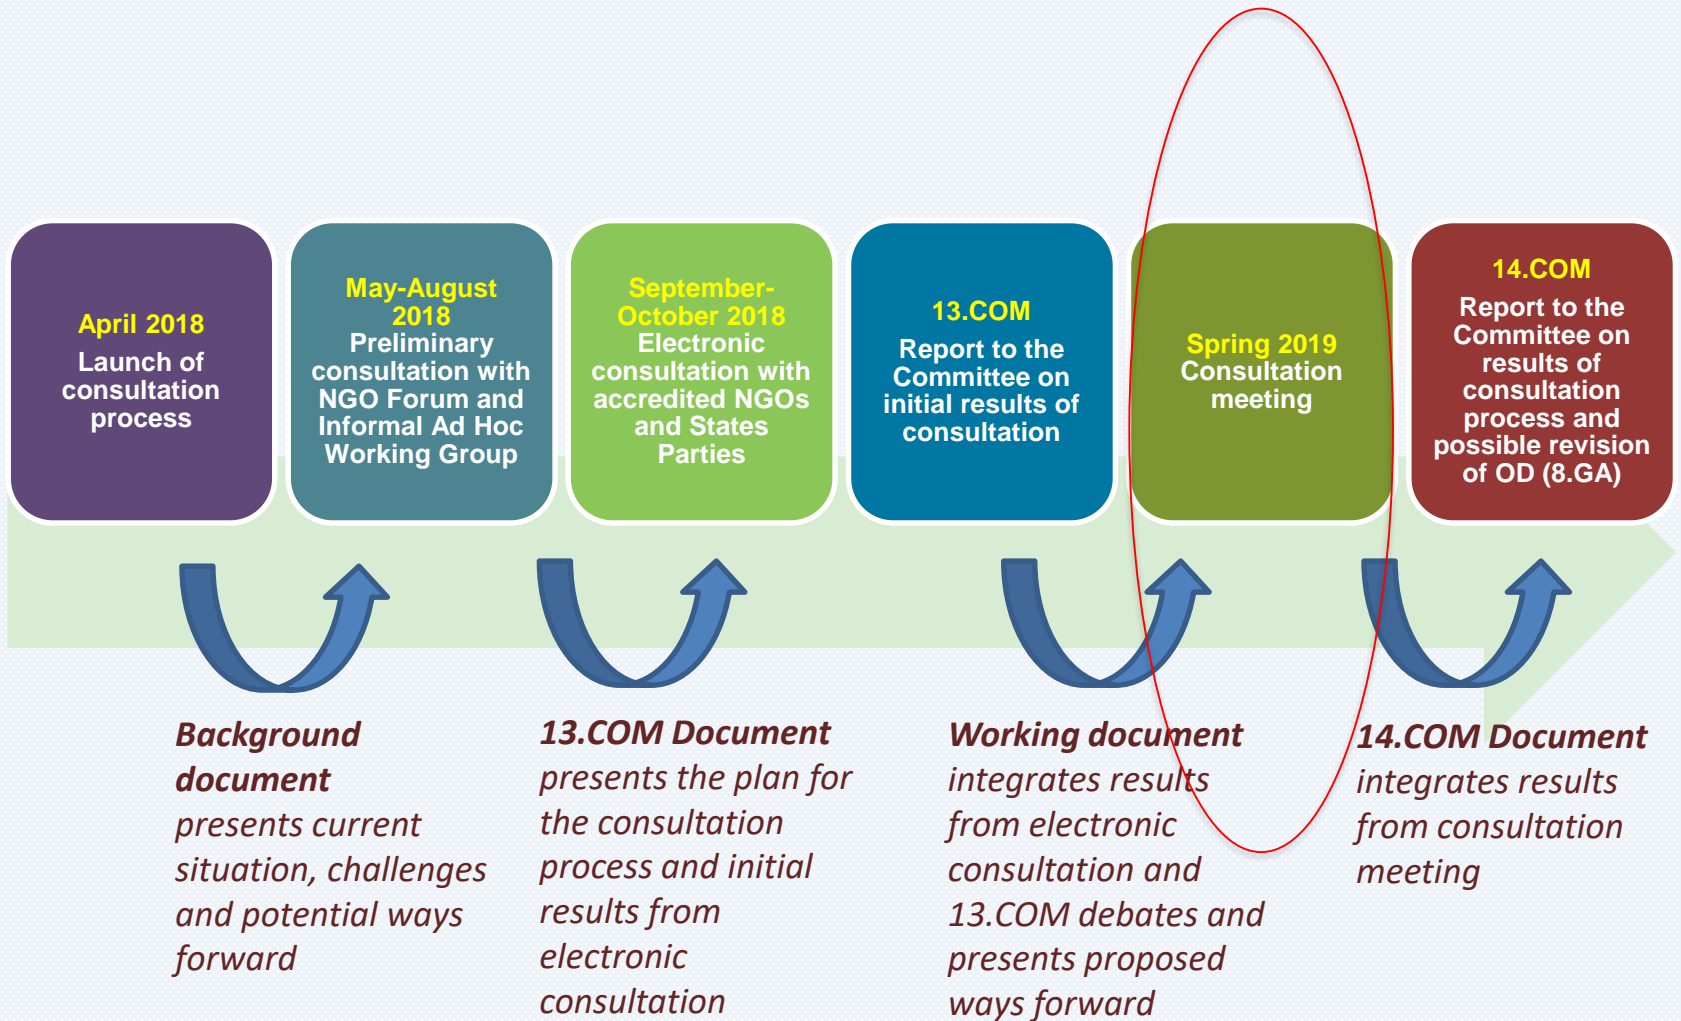 April 2018
Launch of
consultation
process
May-August
2018
Preliminary
consultation with
NGO Forum and
Informal Ad Hoc
Working Group
September-
October 2018
Electronic
consultation with
accredited NGOs
and States
Parties
13.COM
Report to the
Committee on
initial results of
consultation
Spring 2019
Consultation
meeting
14.COM
Report to the
Committee on
results of
consultation
process and
possible revision
of OD (8.GA)
Background
document
presents current
situation, challenges
and potential ways
forward
13.COM Document
presents the plan for
the consultation
process and initial
results from
electronic
consultation
Working document
integrates results
from electronic
consultation and
13.COM debates and
presents proposed
ways forward
14.COM Document
integrates results
from consultation
meeting